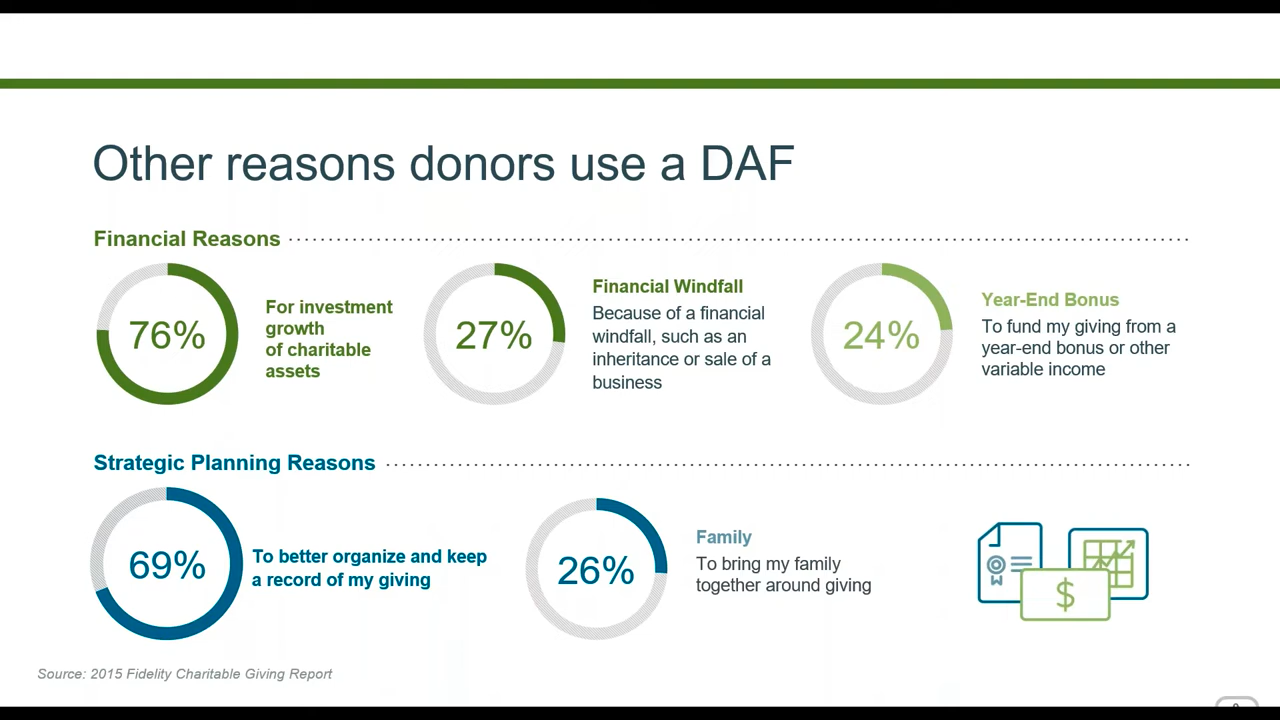 Other reasons donors use a DAF
Financial Reasons
76%
For investment
growth
of charitable
assets
27%
Financial Windfall
Because of a financial
windfall, such as an
inheritance or sale of a
business
24%
Year-End Bonus
To fund my giving from a
year-end bonus or other
variable income
Strategic Planning Reasons
69%
To better organize and keep
a record of my giving
26%
Family
To bring my family
together around giving
$
Source: 2015 Fidelity Charitable Giving Report